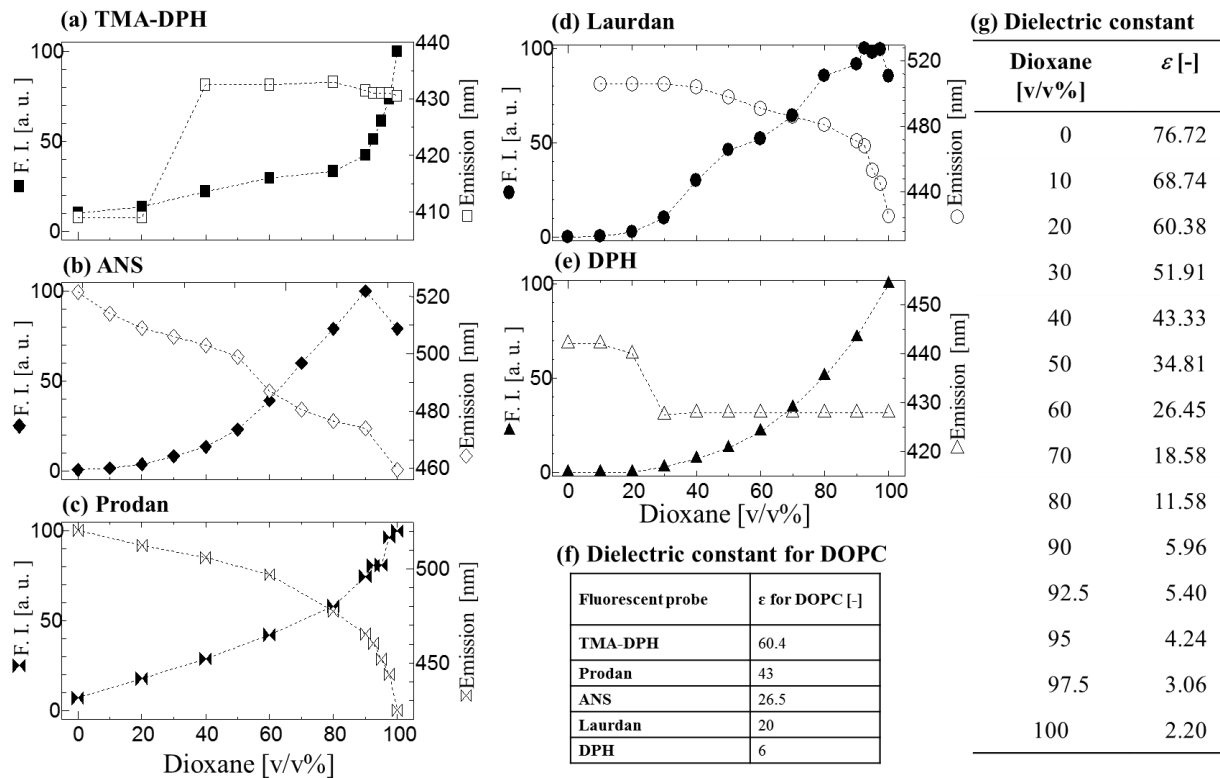 (a) TMA-DPH
100
50
0
F. I. [a. u. ]
440
430
420
410
Emission [nm]
(b) ANS
100
50
0
F. I. [a. u. ]
520
500
480
460
Emission [nm]
(c) Prodan
100
50
0
F. I. [a. u. ]
500
450
Emission [nm]
0 20 40 60 80 100
Dioxane [v/v%]
(d) Laurdan
100
50
0
F. I. [a. u. ]
520
480
440
Emission [nm]
(e) DPH
100
50
0
F. I. [a. u. ]
450
440
430
420
Emission [nm]
0 20 40 60 80 100
Dioxane [v/v%]
(f) Dielectric constant for DOPC
Fluorescent probe ε for DOPC [-]
TMA-DPH 60.4
Prodan 43
ANS 26.5
Laurdan 20
DPH 6
(g) Dielectric constant
Dioxane ε [-]
[v/v%]
0 76.72
10 68.74
20 60.38
30 51.91
40 43.33
50 34.81
60 26.45
70 18.58
80 11.58
90 5.96
92.5 5.40
95 4.24
97.5 3.06
100 2.20